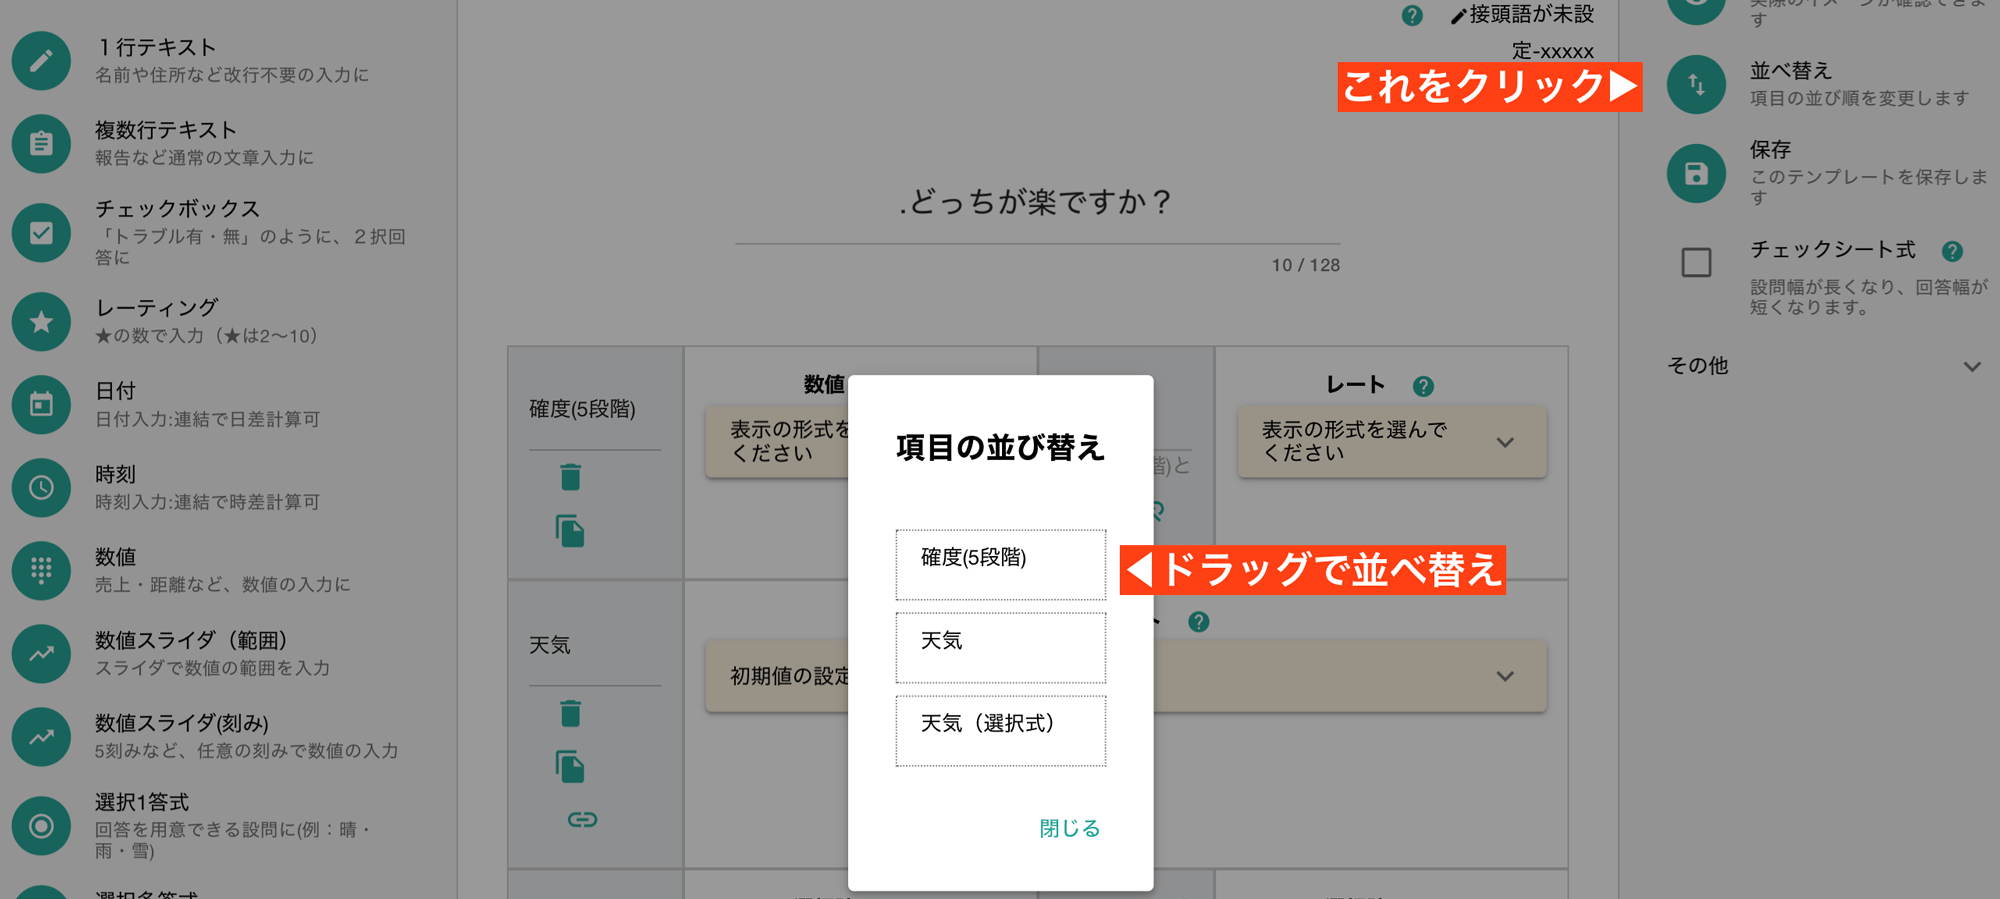 １行テキスト
名前や住所など改行不要の入力に
複数行テキスト
報告など通常の文章入力に
チェックボックス
「トラブル有・無」のように、２択回
答に
レーティング
★の数で入力（★は2〜10）
日付
日付入力:連結で日差計算可
時刻
時刻入力:連結で時差計算可
数値
売上・距離など、数値の入力に
数値スライダ（範囲）
スライダで数値の範囲を入力
数値スライダ(刻み)
5刻みなど、任意の刻みで数値の入力
選択1答式
回答を用意できる設問に(例：晴・
雨・雪)
接頭語が未設
定-xxxxx
これをクリック▶
.どっちが楽ですか？
10 / 128
確度(5段階)
数値
表示の形式を
ください
階)と
レート
表示の形式を選んで
ください
天気
初期値の設定
項目の並び替え
確度(5段階)
天気
天気（選択式）
閉じる
◀ドラッグで並べ替え
す
並べ替え
項目の並び順を変更します
保存
このテンプレートを保存しま
す
チェックシート式
設問幅が長くなり、回答幅が
短くなります。
その他